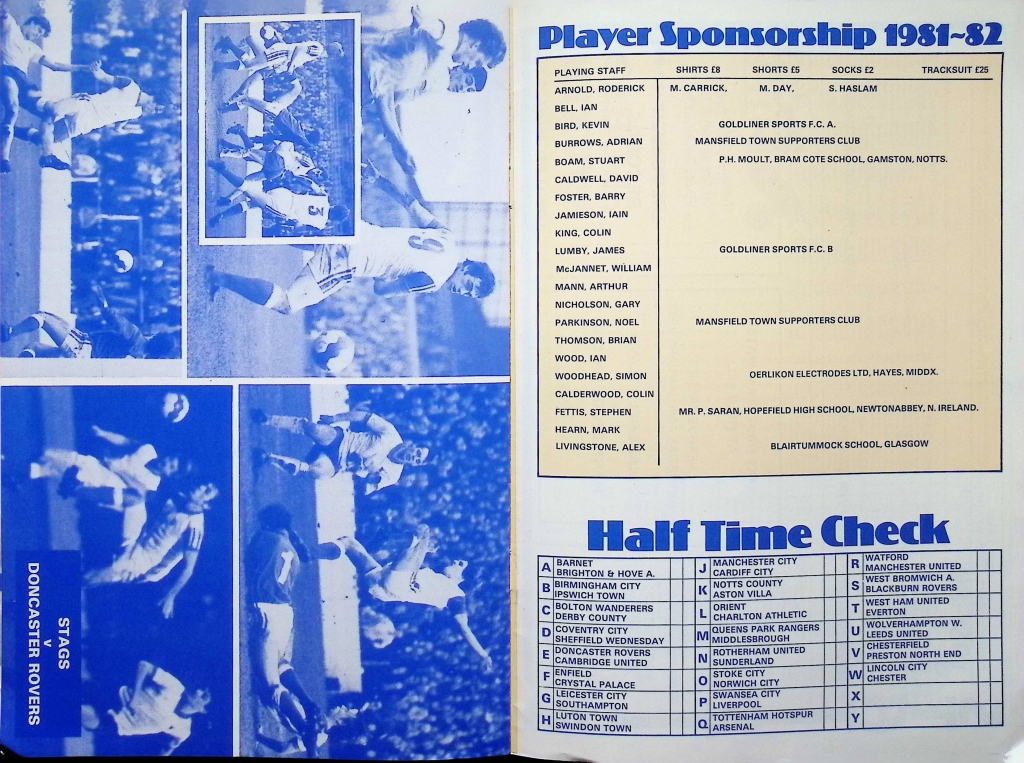 STAGS
v
DONCASTER ROVERS
3
9
1
Player Sponsorship 1981~82
PLAYING STAFF SHIRTS £8 SHORTS £5 SOCKS £2 TRACKSUIT £25
ARNOLD, RODERICK M. CARRICK, M. DAY, S. HASLAM
BELL, IAN
BIRD, KEVIN GOLDLINER SPORTS F.C. A.
BURROWS, ADRIAN MANSFIELD TOWN SUPPORTERS CLUB
BOAM, STUART P.H. MOULT, BRAM COTE SCHOOL, GAMSTON, NOTTS.
CALDWELL, DAVID
FOSTER, BARRY
JAMIESON, IAIN
KING, COLIN
LUMBY, JAMES GOLDLINER SPORTS F.C. B
McJANNET, WILLIAM
MANN, ARTHUR
NICHOLSON, GARY
PARKINSON, NOEL MANSFIELD TOWN SUPPORTERS CLUB
THOMSON, BRIAN
WOOD, IAN
WOODHEAD, SIMON OERLIKON ELECTRODES LTD, HAYES, MIDDX.
CALDERWOOD, COLIN
FETTIS, STEPHEN MR. P. SARAN, HOPEFIELD HIGH SCHOOL, NEWTONABBEY, N. IRELAND.
HEARN, MARK
LIVINGSTONE, ALEX BLAIRTUMMOCK SCHOOL, GLASGOW
Half Time Check
A BARNET
BRIGHTON & HOVE A.
B BIRMINGHAM CITY
IPSWICH TOWN
C BOLTON WANDERERS
DERBY COUNTY
D COVENTRY CITY
SHEFFIELD WEDNESDAY
E DONCASTER ROVERS
CAMBRIDGE UNITED
F ENFIELD
CRYSTAL PALACE
G LEICESTER CITY
SOUTHAMPTON
H LUTON TOWN
SWINDON TOWN
J MANCHESTER CITY
CARDIFF CITY
K NOTTS COUNTY
ASTON VILLA
L ORIENT
CHARLTON ATHLETIC
M QUEENS PARK RANGERS
MIDDLESBROUGH
N ROTHERHAM UNITED
SUNDERLAND
O STOKE CITY
NORWICH CITY
P SWANSEA CITY
LIVERPOOL
Q TOTTENHAM HOTSPUR
ARSENAL
R WATFORD
MANCHESTER UNITED
S WEST BROMWICH A.
BLACKBURN ROVERS
T WEST HAM UNITED
EVERTON
U WOLVERHAMPTON W.
LEEDS UNITED
V CHESTERFIELD
PRESTON NORTH END
W LINCOLN CITY
CHESTER
X
Y